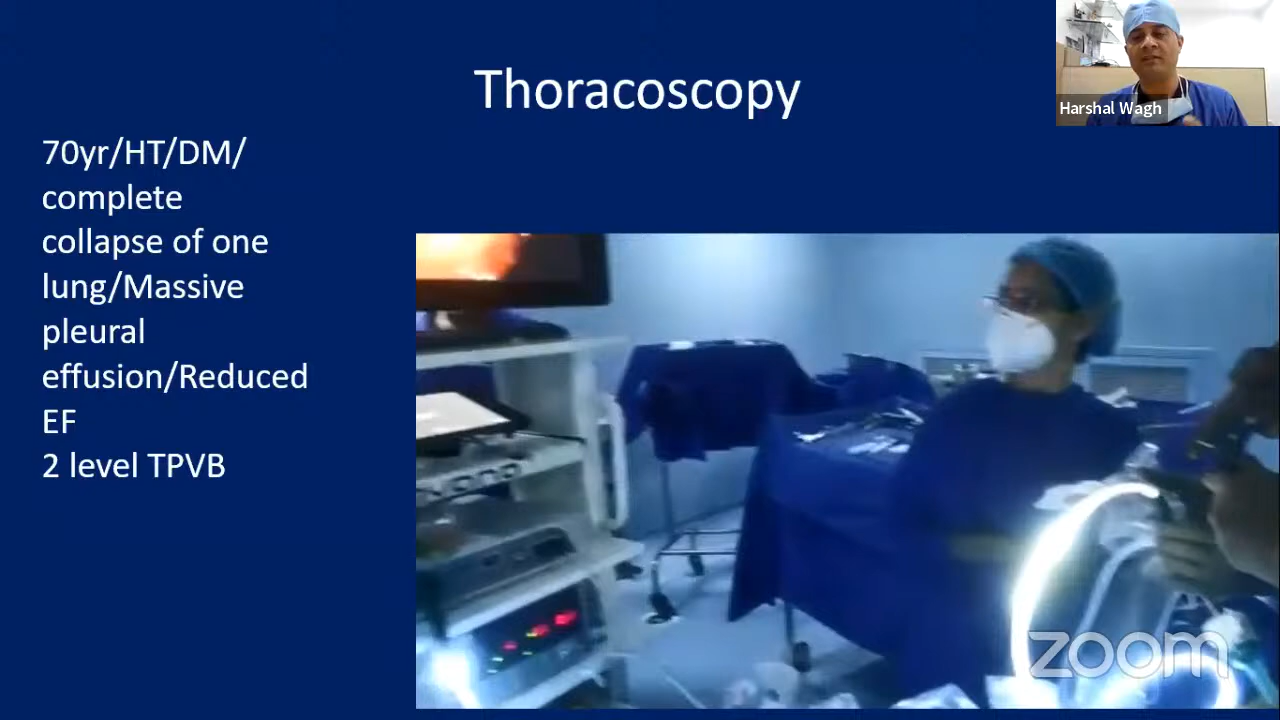 Thoracoscopy
Harshal Wagh
70yr/HT/DM/
complete
collapse of one
lung/Massive
pleural
effusion/Reduced
EF
2 level TPVB
zoom